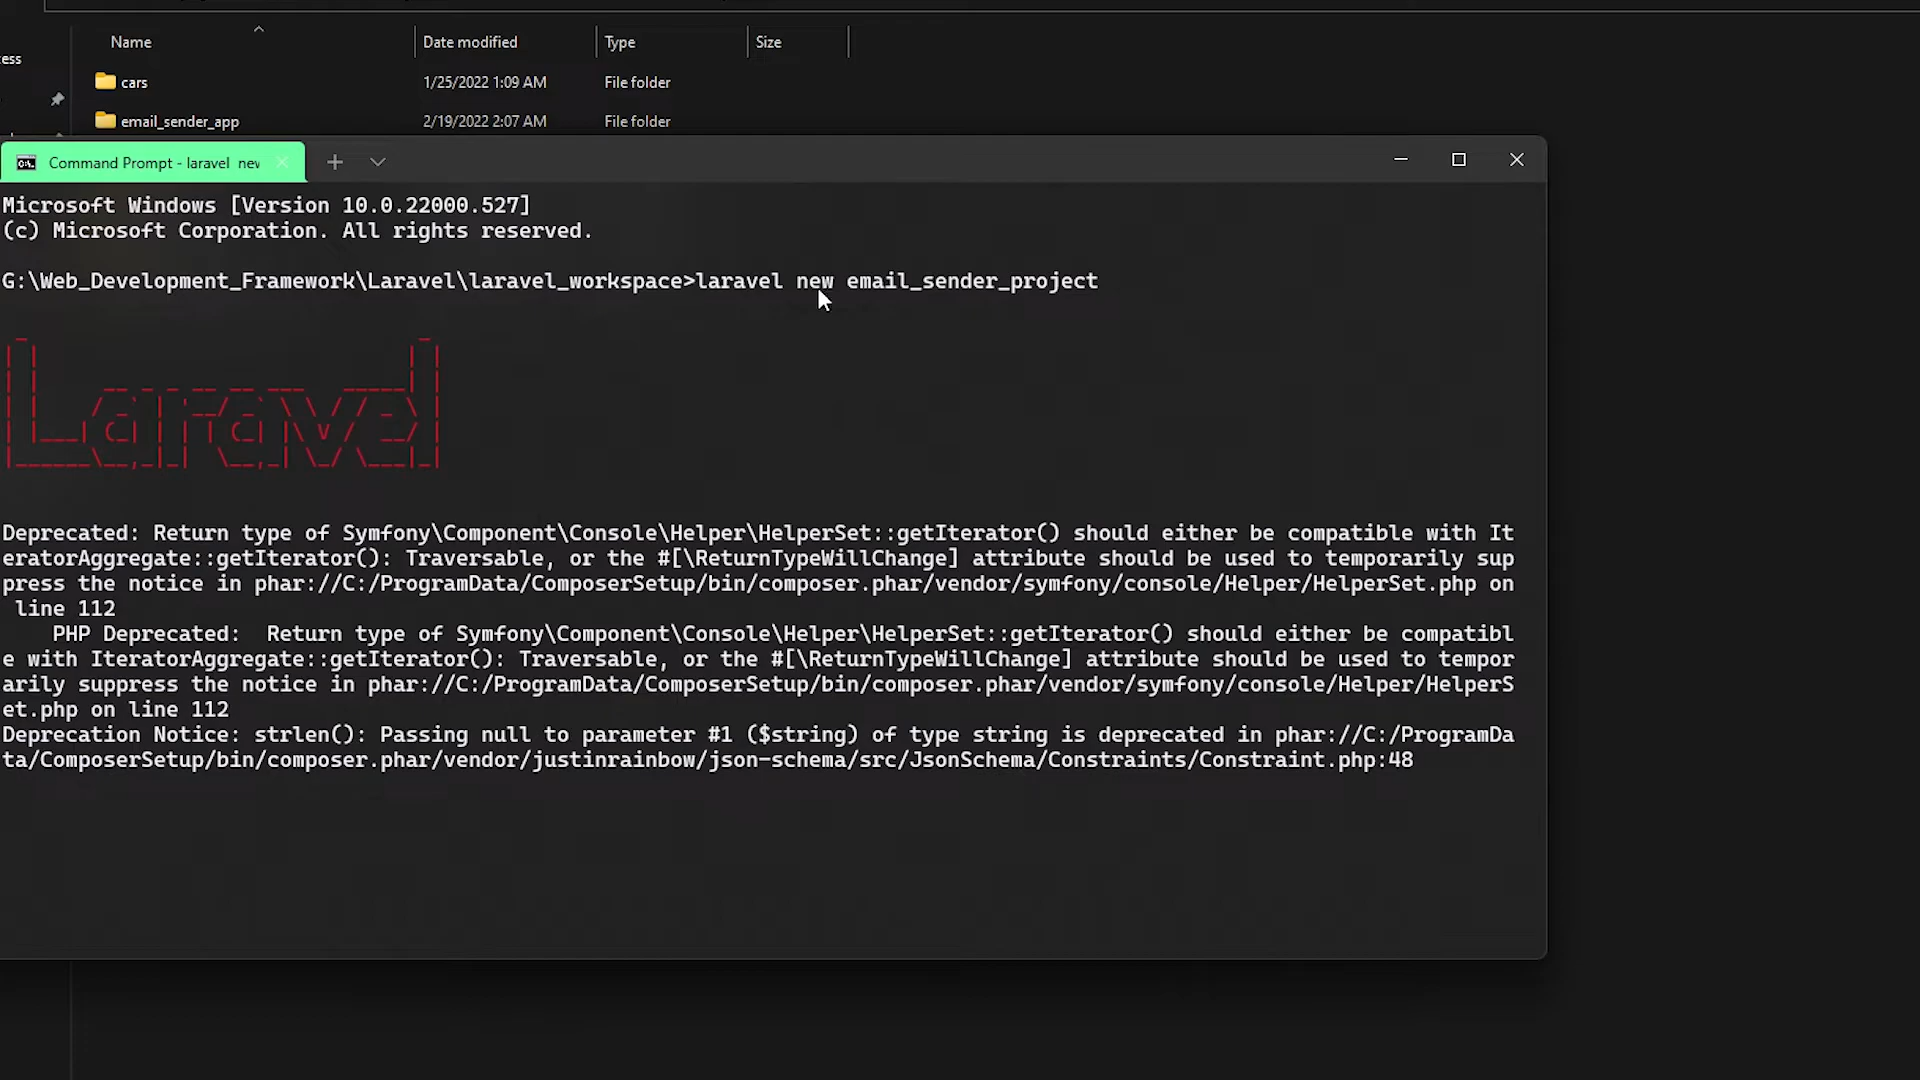 Name Date modified Type Size
ess
cars 1/25/2022 1:09 AM File folder
email_sender_app 2/19/2022 2:07 AM File folder
Command Prompt - laravel new
Microsoft Windows [Version 10.0.22000.527]
(c) Microsoft Corporation. All rights reserved.
G:\Web_Development_Framework\Laravel\laravel_workspace>laravel new email_sender_project
Laravel
Deprecated: Return type of Symfony\Component\Console\Helper\HelperSet::getIterator() should either be compatible with It
eratorAggregate::getIterator(): Traversable, or the #[\ReturnTypeWillChange] attribute should be used to temporarily sup
press the notice in phar://C:/ProgramData/ComposerSetup/bin/composer.phar/vendor/symfony/console/Helper/HelperSet.php on
line 112
PHP Deprecated:  Return type of Symfony\Component\Console\Helper\HelperSet::getIterator() should either be compatibl
e with IteratorAggregate::getIterator(): Traversable, or the #[\ReturnTypeWillChange] attribute should be used to tempor
arily suppress the notice in phar://C:/ProgramData/ComposerSetup/bin/composer.phar/vendor/symfony/console/Helper/HelperS
et.php on line 112
Deprecation Notice: strlen(): Passing null to parameter #1 ($string) of type string is deprecated in phar://C:/ProgramDa
ta/ComposerSetup/bin/composer.phar/vendor/justinrainbow/json-schema/src/JsonSchema/Constraints/Constraint.php:48